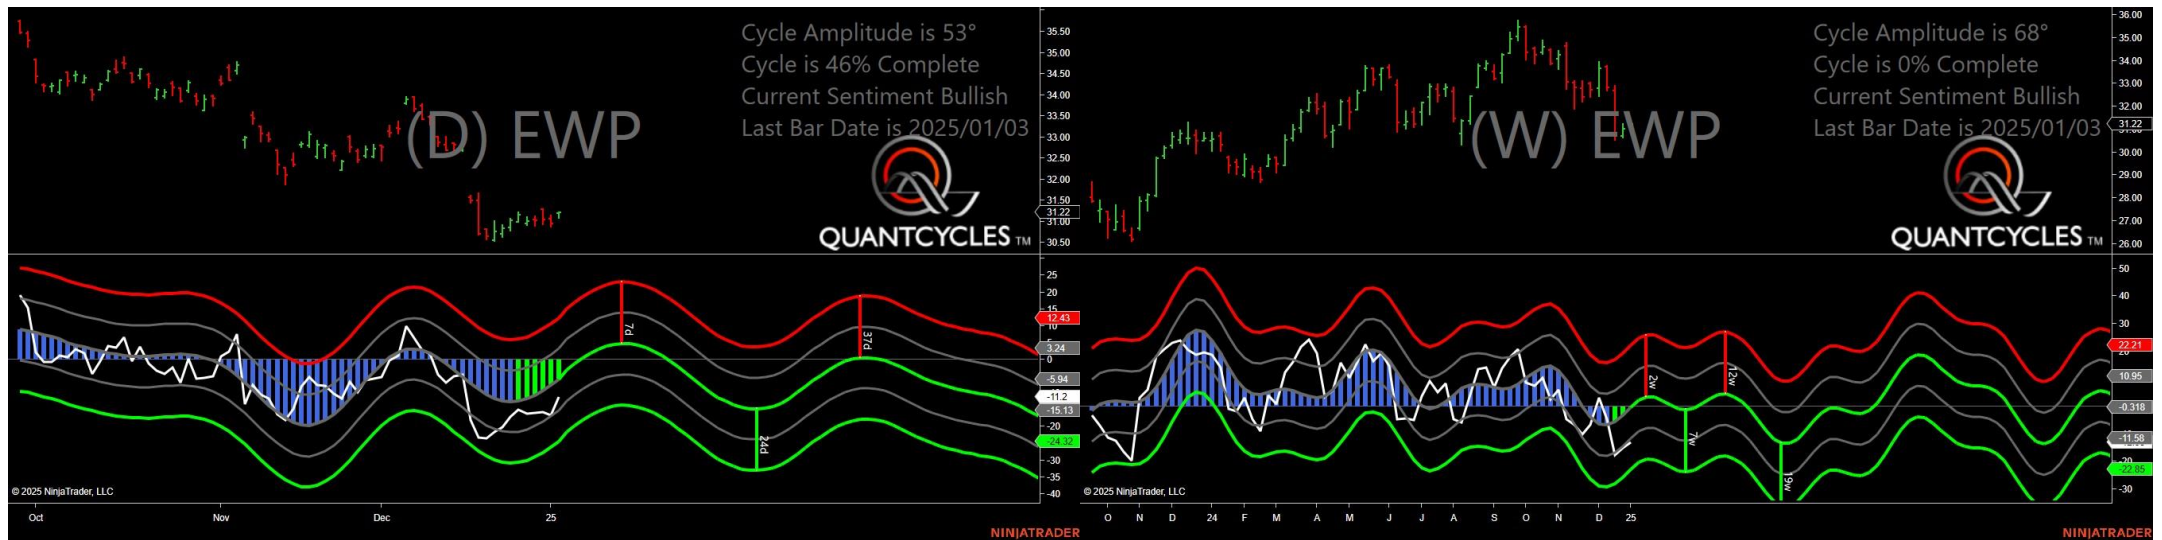 Cycle Amplitude is 53°
Cycle is 46% Complete
Current Sentiment Bullish
Last Bar Date is 2025/01/03
(D) EWP
QUANTCYCLES TM
35.50
35.00
34.50
34.00
33.50
33.00
32.50
32.00
31.50
31.22
31.00
30.50
25
20
15
12.43
10
3.24
0
-5.94
-11.2
-15.13
-20
-24.32
-30
-35
-40
7d
24d
37d
© 2025 NinjaTrader, LLC
Oct Nov Dec 25
NINJATRADER
Cycle Amplitude is 68°
Cycle is 0% Complete
Current Sentiment Bullish
Last Bar Date is 2025/01/03
(W) EWP
QUANTCYCLES TM
36.00
35.00
34.00
33.00
32.00
31.22
30.00
29.00
28.00
27.00
26.00
50
40
30
22.21
20
10.95
-0.318
-11.58
-20
-22.85
-30
2w
7w
12w
19w
© 2025 NinjaTrader, LLC
O N D 24 F M A M J J A S O N D 25
NINJATRADER